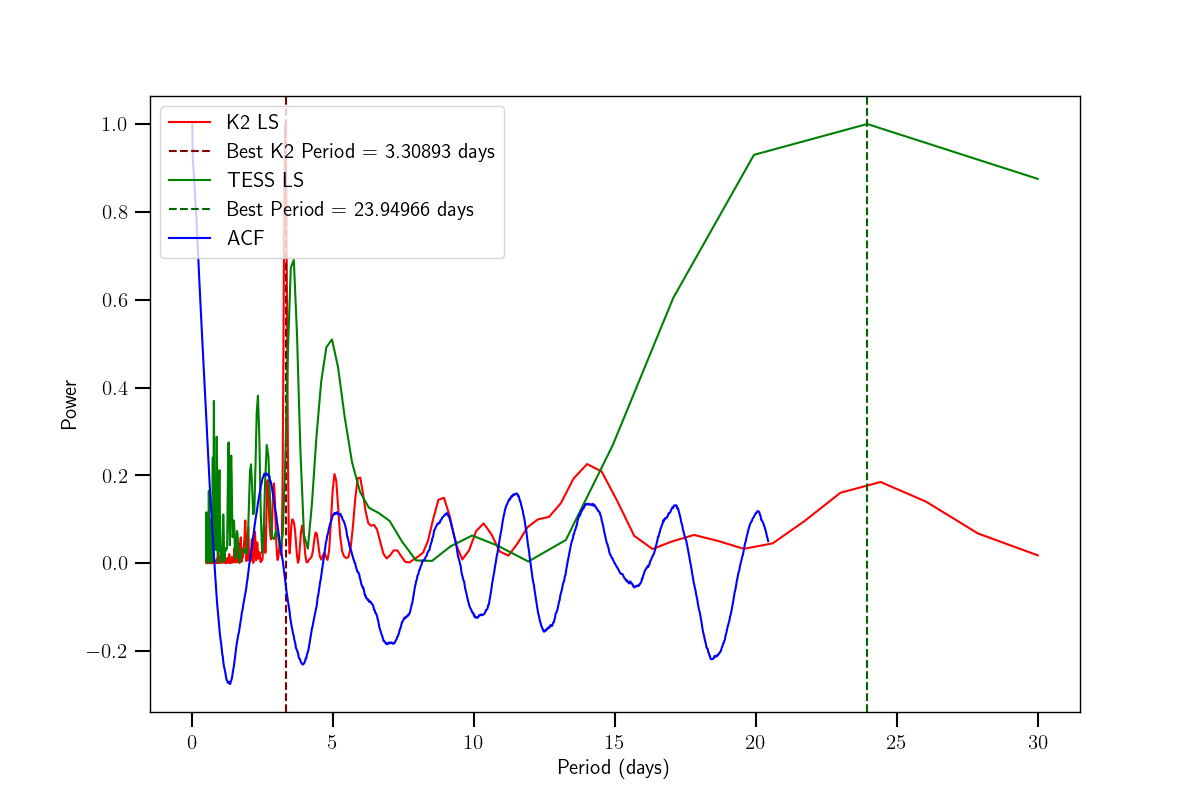 K2 LS
Best K2 Period = 3.30893 days
TESS LS
Best Period = 23.94966 days
ACF
1.0
0.8
0.6
0.4
0.2
0.0
−0.2
Power
0 5 10 15 20 25 30
Period (days)